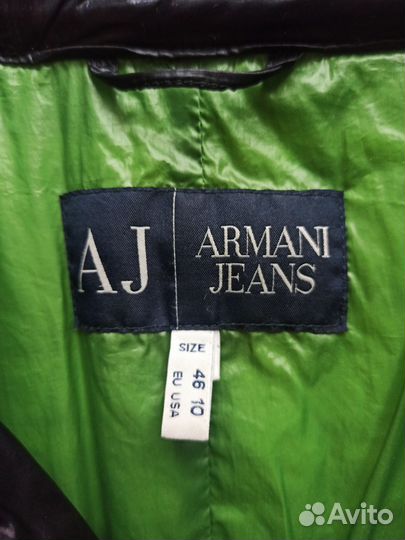 AJ
ARMANI
JEANS
SIZE 46 10
EU USA
Avito